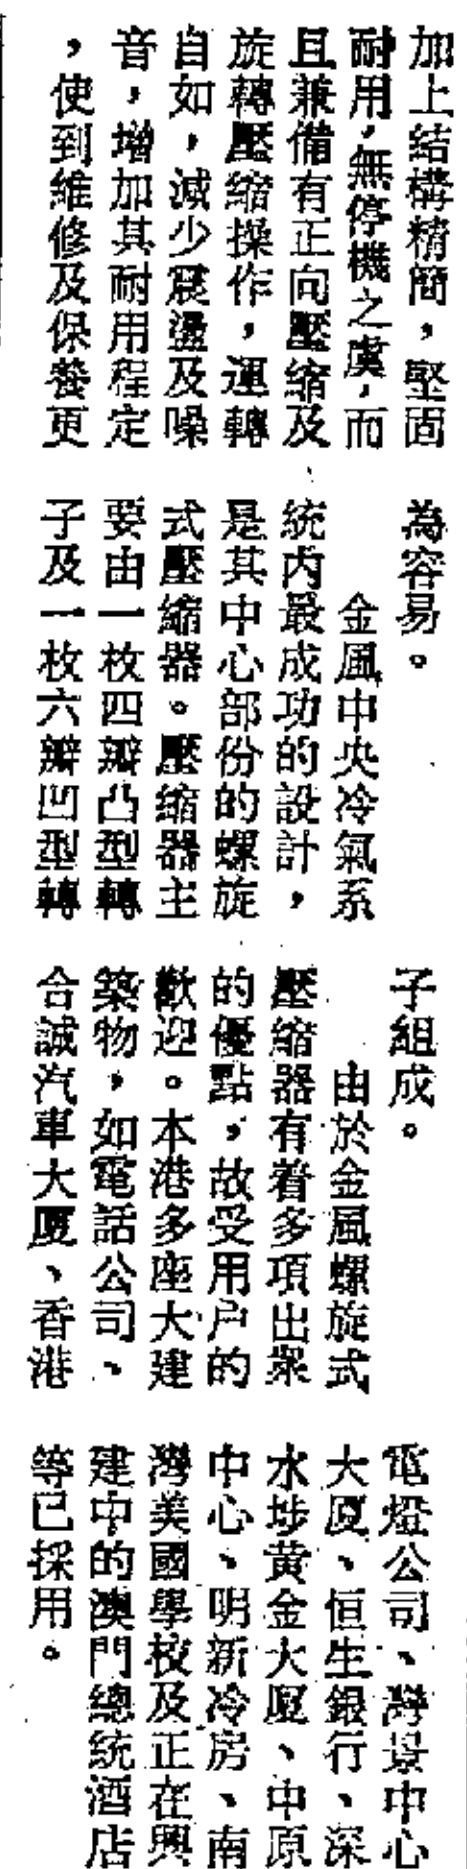 加上結構精簡，堅固
耐用，無停機之虞，而
且兼備有正向壓縮及
旋轉壓縮操作，運轉
自如，減少震盪及噪
音，增加其耐用程定
，使到維修及保養更
為容易。
金風中央冷氣系
統內最成功的設計，
是其中心部份的螺旋
式壓縮器。壓縮器主
要由一枚四瓣凸型轉
子及一枚六瓣凹型轉
子組成。
由於金風螺旋式
壓縮器有着多項出眾
的優點，故受用户的
歡迎。本港多座大建
築物，如電話公司、
合誠汽車大厦、香港
電燈公司、灣景中心
大厦、恒生銀行、深
水埗黄金大厦、中原
中心、明新冷房、南
灣美國學校及正在興
建中的澳門總統酒店
等已採用。